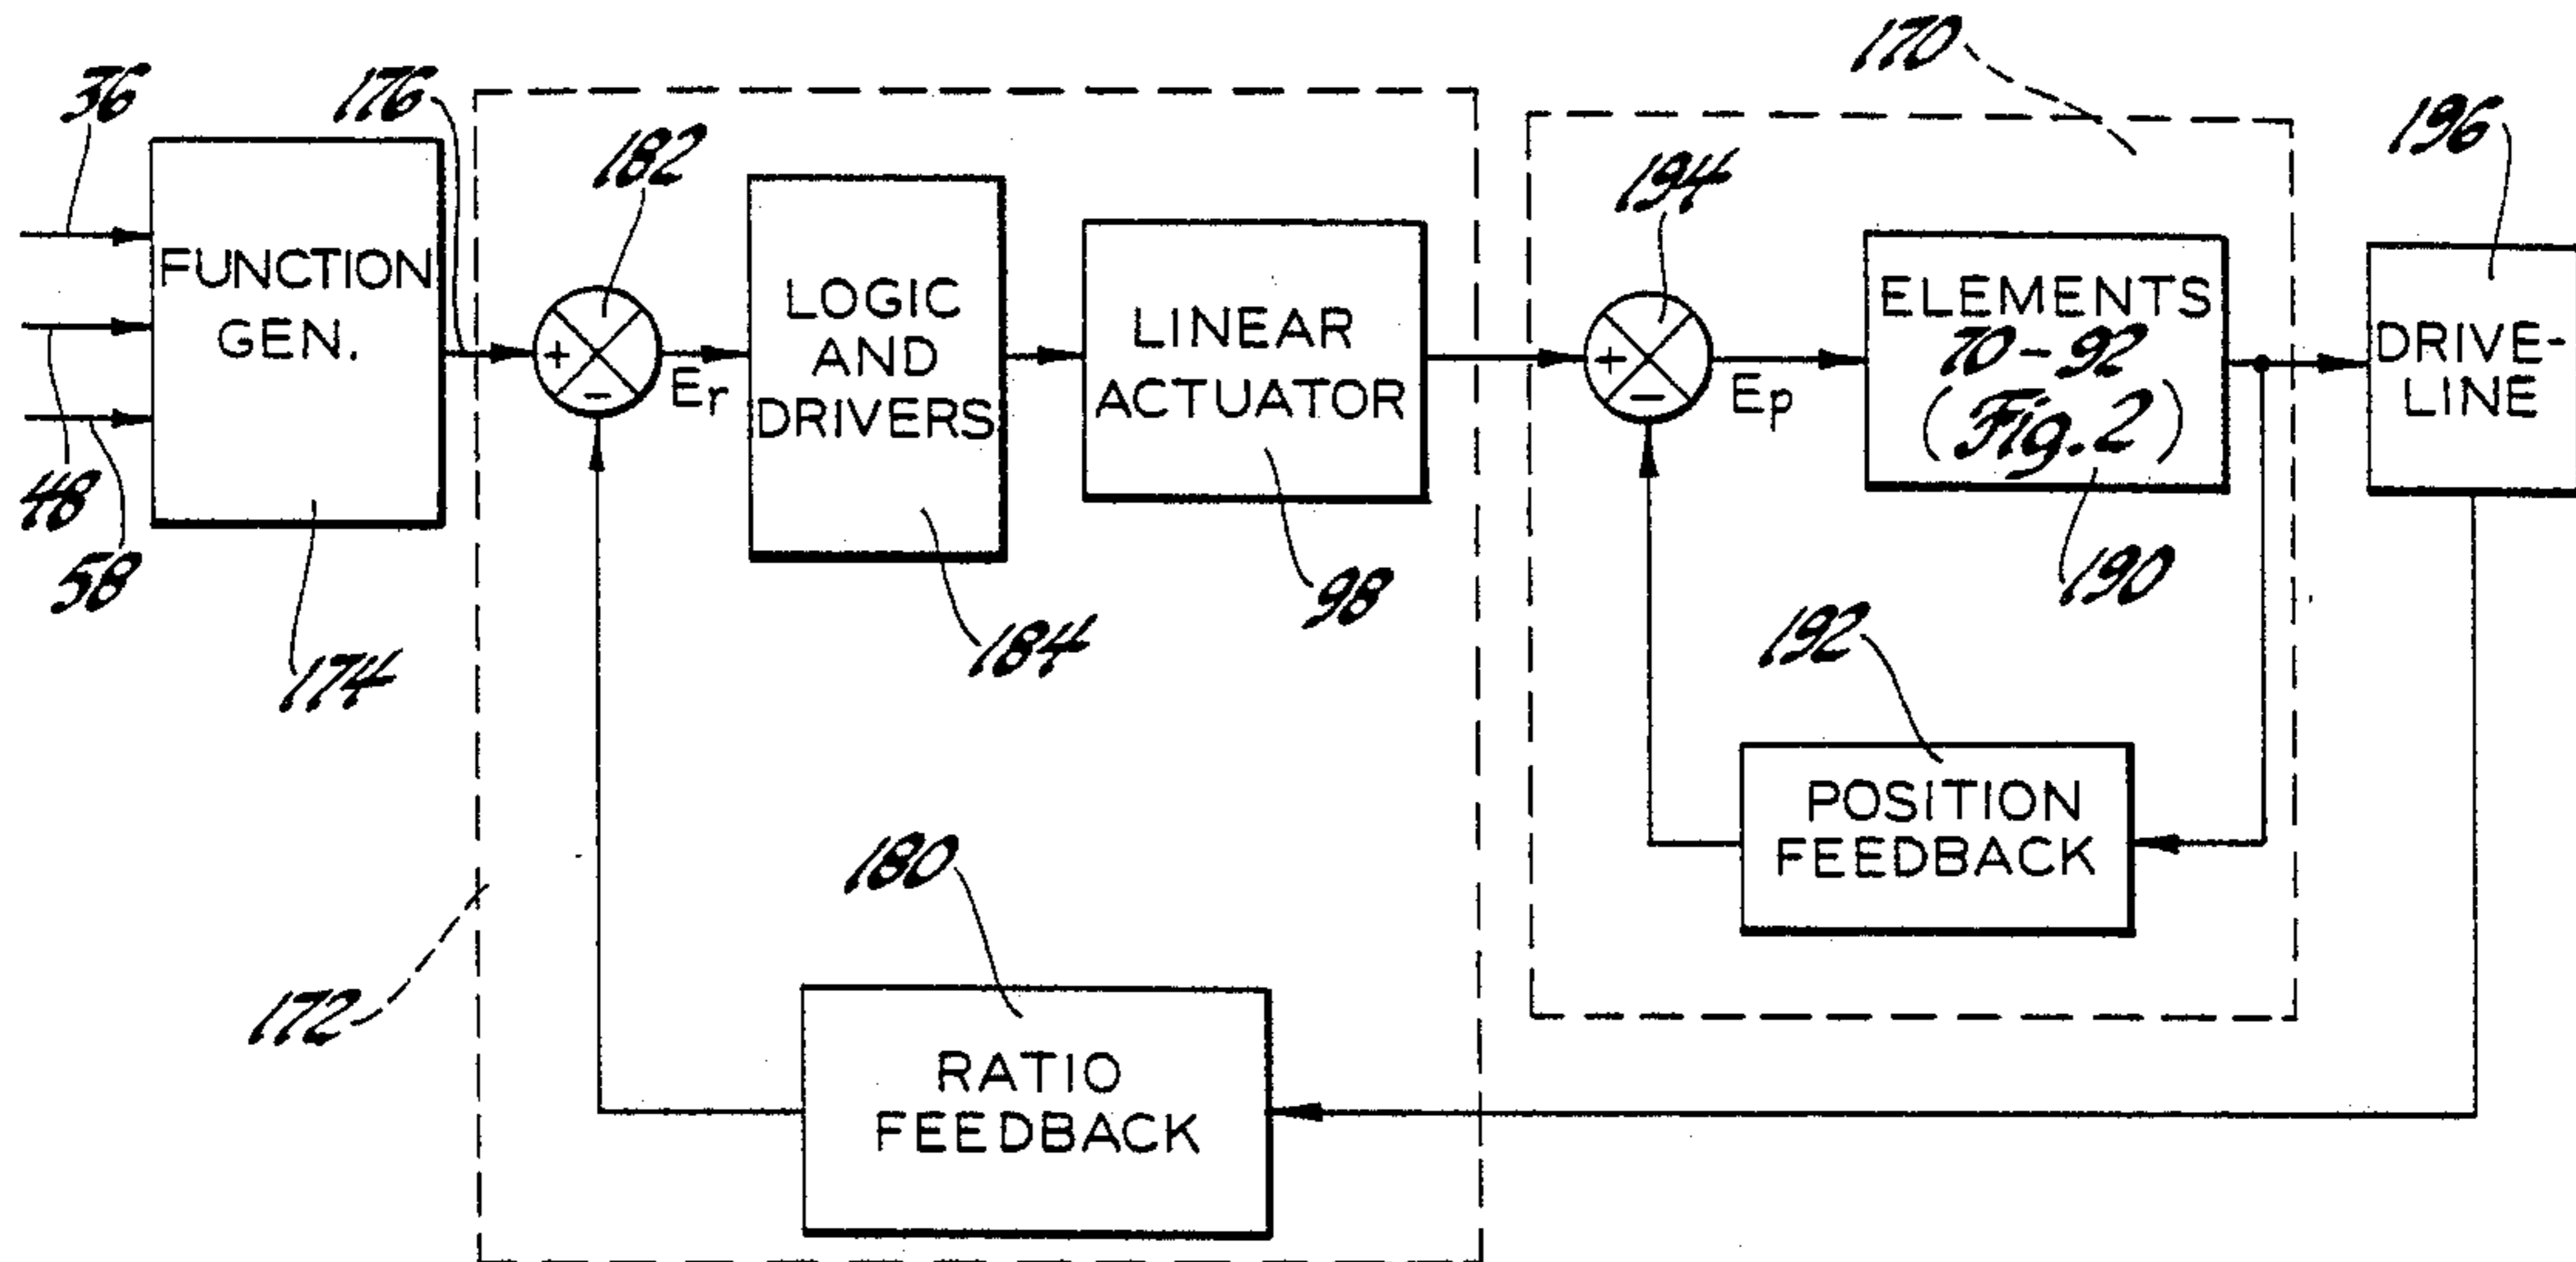 170
36
176
196
182
194
FUNCTION
GEN.
LOGIC
AND
DRIVERS
LINEAR
ACTUATOR
ELEMENTS
70-92
(Fig. 2)
DRIVE-
LINE
+
-
Er
+
-
Ep
48
58
174
184
98
190
192
POSITION
FEEDBACK
180
172
RATIO
FEEDBACK